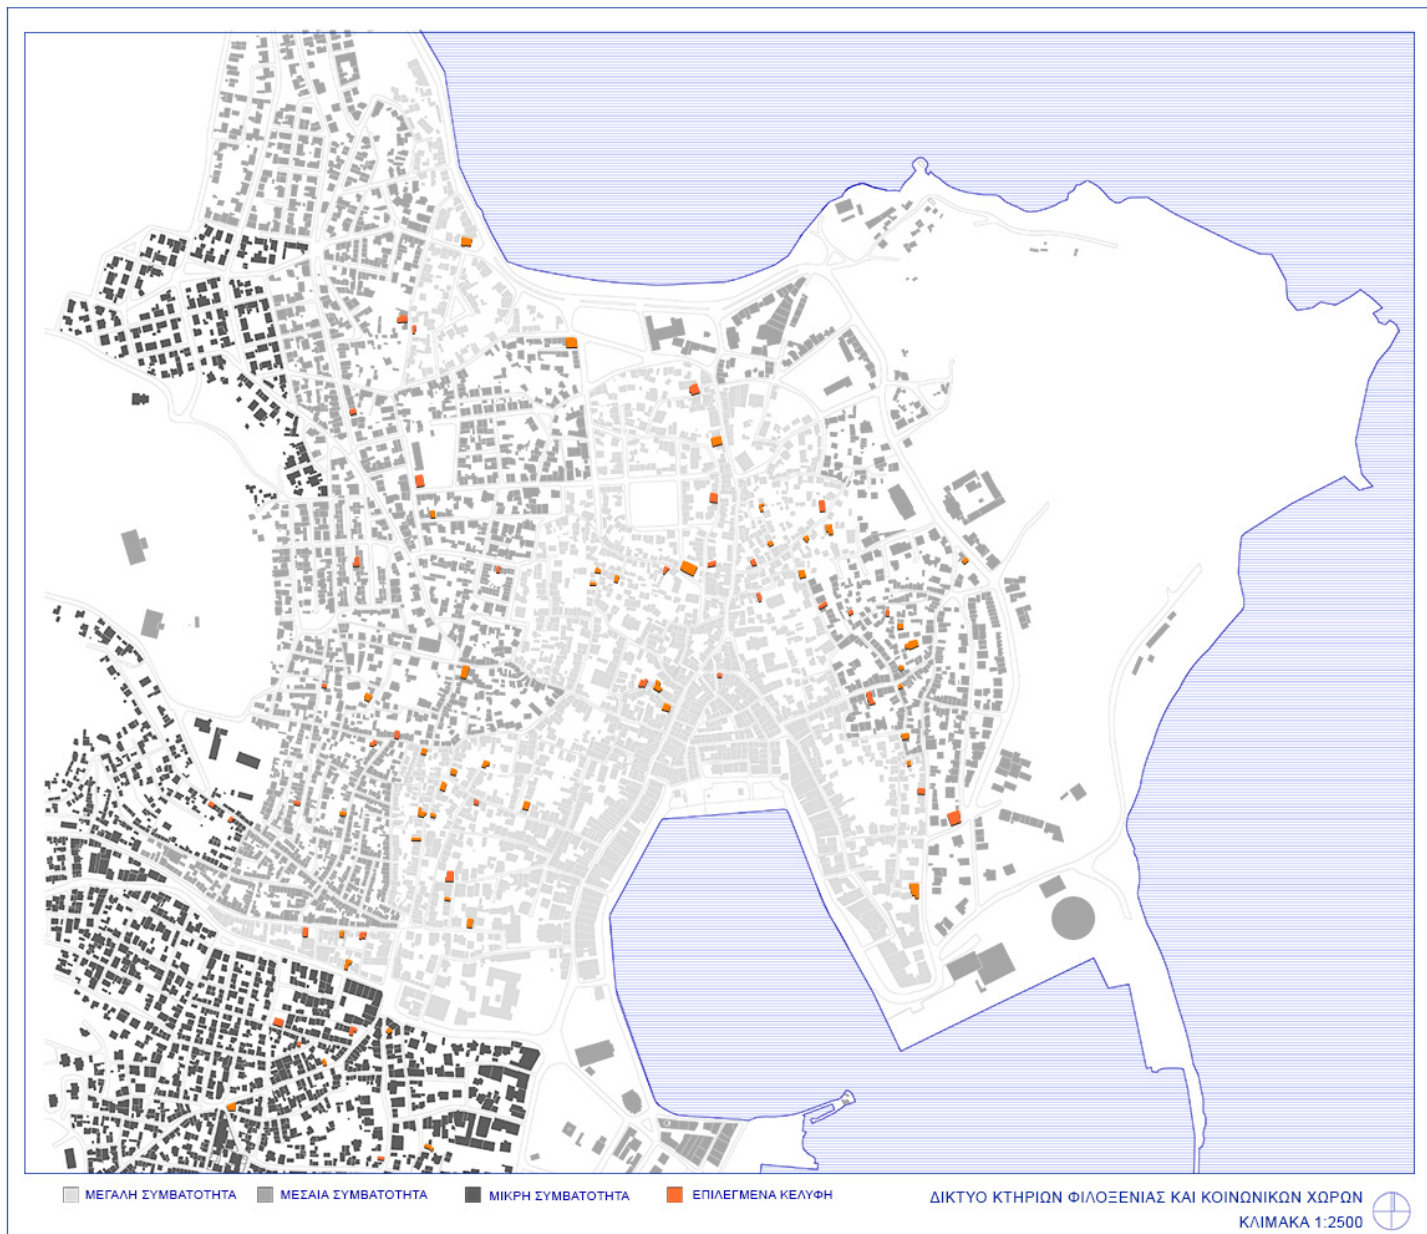 ΜΕΓΑΛΗ ΣΥΜΒΑΤΟΤΗΤΑ
ΜΕΣΑΙΑ ΣΥΜΒΑΤΟΤΗΤΑ
ΜΙΚΡΗ ΣΥΜΒΑΤΟΤΗΤΑ
ΕΠΙΛΕΓΜΕΝΑ ΚΕΛΥΦΗ
ΔΙΚΤΥΟ ΚΤΗΡΙΩΝ ΦΙΛΟΞΕΝΙΑΣ ΚΑΙ ΚΟΙΝΩΝΙΚΩΝ ΧΩΡΩΝ
ΚΛΙΜΑΚΑ 1:2500